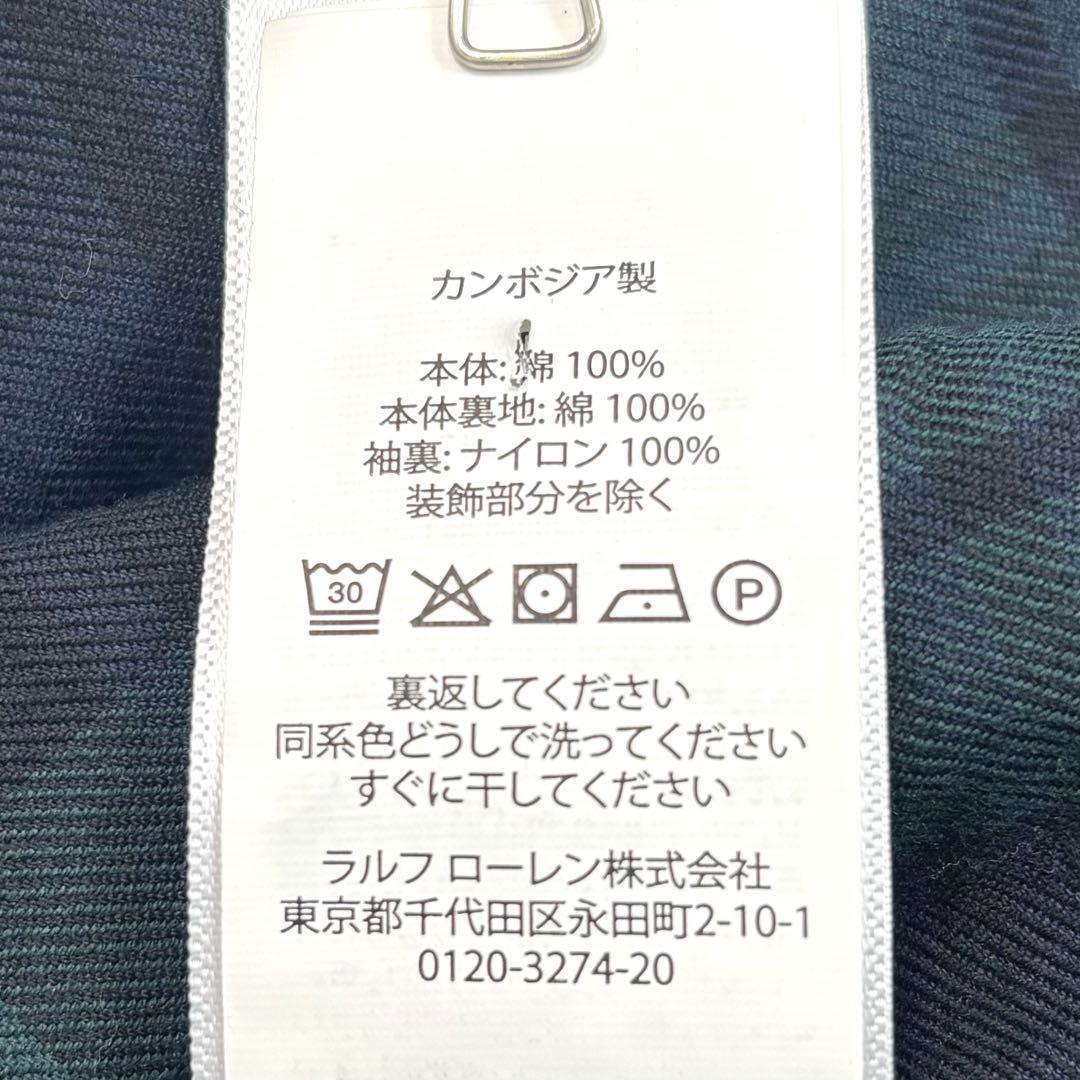 カンボジア製
本体: 綿 100%
本体裏地: 綿 100%
袖裏: ナイロン 100%
装飾部分を除く
30
P
裏返してください
同系色どうしで洗ってください
すぐに干してください
ラルフ ローレン株式会社
東京都千代田区永田町2-10-1
0120-3274-20